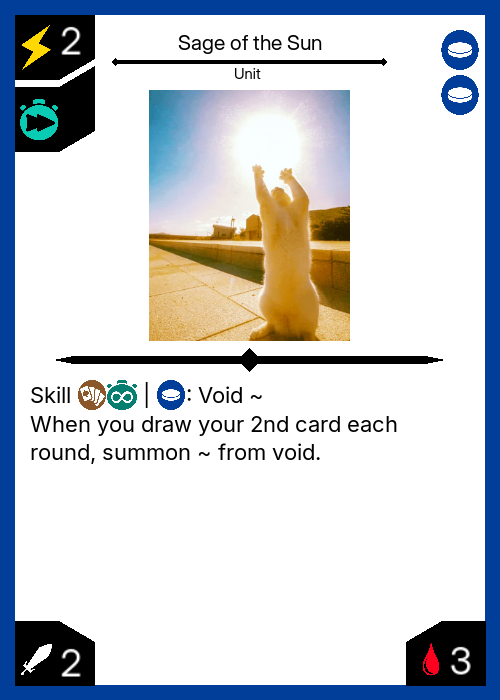 2
Sage of the Sun
Unit
Skill | : Void ~
When you draw your 2nd card each
round, summon ~ from void.
2
3